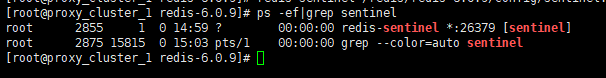 [root@proxy_cluster_1 redis-6.0.9]# ps -ef|grep sentinel
root 2855 1 0 14:59 ? 00:00:00 redis-sentinel *:26379 [sentinel]
root 2875 15815 0 15:03 pts/1 00:00:00 grep --color=auto sentinel
[root@proxy_cluster_1 redis-6.0.9]#